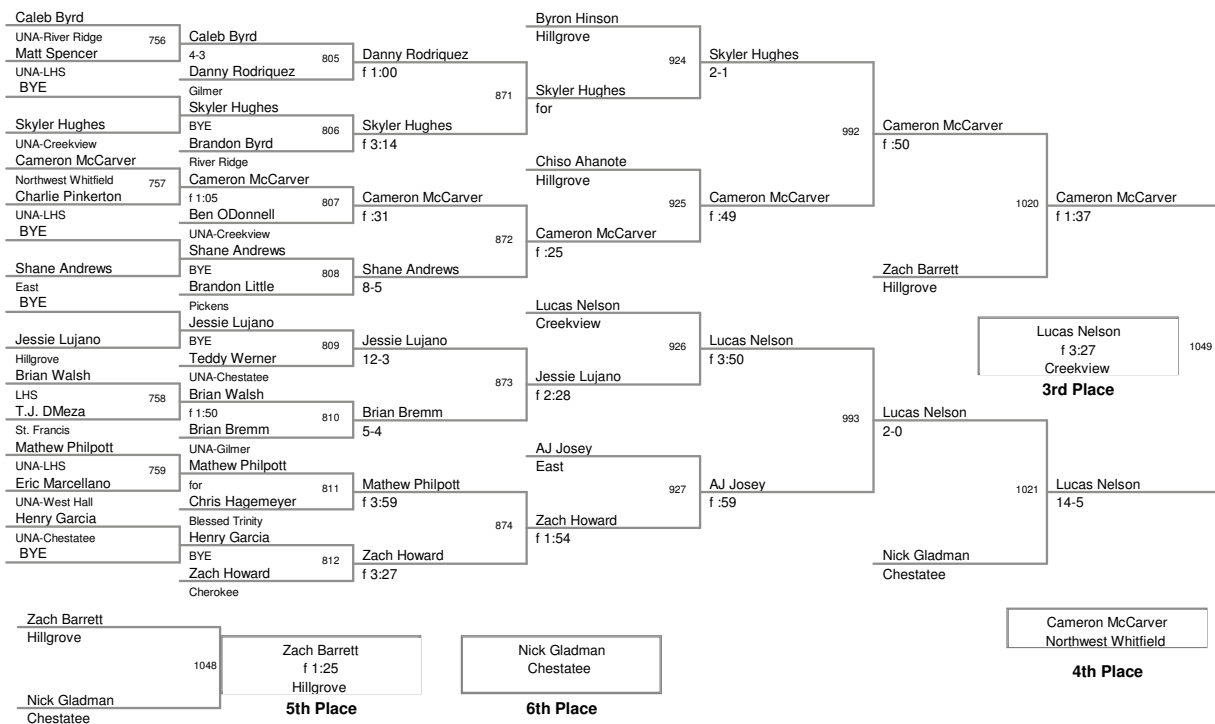 Caleb Byrd
UNA-River Ridge
756
Matt Spencer
UNA-LHS
BYE
Skyler Hughes
UNA-Creekview
Cameron McCarver
Northwest Whitfield
757
Charlie Pinkerton
UNA-LHS
BYE
Shane Andrews
East
BYE
Jessie Lujano
Hillgrove
Brian Walsh
LHS
758
T.J. DMeza
St. Francis
Mathew Philpott
UNA-LHS
759
Eric Marcellano
UNA-West Hall
Henry Garcia
UNA-Chestatee
BYE
Caleb Byrd
4-3
805
Danny Rodriquez
Gilmer
Skyler Hughes
BYE
806
Brandon Byrd
River Ridge
Cameron McCarver
f 1:05
807
Ben ODonnell
UNA-Creekview
Shane Andrews
BYE
808
Brandon Little
Pickens
Jessie Lujano
BYE
809
Teddy Werner
UNA-Chestatee
Brian Walsh
f 1:50
810
Brian Bremm
UNA-Gilmer
Mathew Philpott
for
811
Chris Hagemeyer
Blessed Trinity
Henry Garcia
BYE
812
Zach Howard
Cherokee
Danny Rodriquez
f 1:00
871
Skyler Hughes
f 3:14
Cameron McCarver
f :31
872
Shane Andrews
8-5
Jessie Lujano
12-3
873
Brian Bremm
5-4
Mathew Philpott
f 3:59
874
Zach Howard
f 3:27
Byron Hinson
Hillgrove
924
Skyler Hughes
for
Chiso Ahanote
Hillgrove
925
Cameron McCarver
f :25
Lucas Nelson
Creekview
926
Jessie Lujano
f 2:28
AJ Josey
East
927
Zach Howard
f 1:54
Skyler Hughes
2-1
992
Cameron McCarver
f :49
Lucas Nelson
f 3:50
993
AJ Josey
f :59
Cameron McCarver
f :50
1020
Zach Barrett
Hillgrove
Lucas Nelson
2-0
1021
Nick Gladman
Chestatee
Cameron McCarver
f 1:37
Lucas Nelson
f 3:27
1049
Creekview
3rd Place
Lucas Nelson
14-5
Cameron McCarver
Northwest Whitfield
4th Place
Zach Barrett
Hillgrove
1048
Nick Gladman
Chestatee
Zach Barrett
f 1:25
Hillgrove
5th Place
Nick Gladman
Chestatee
6th Place